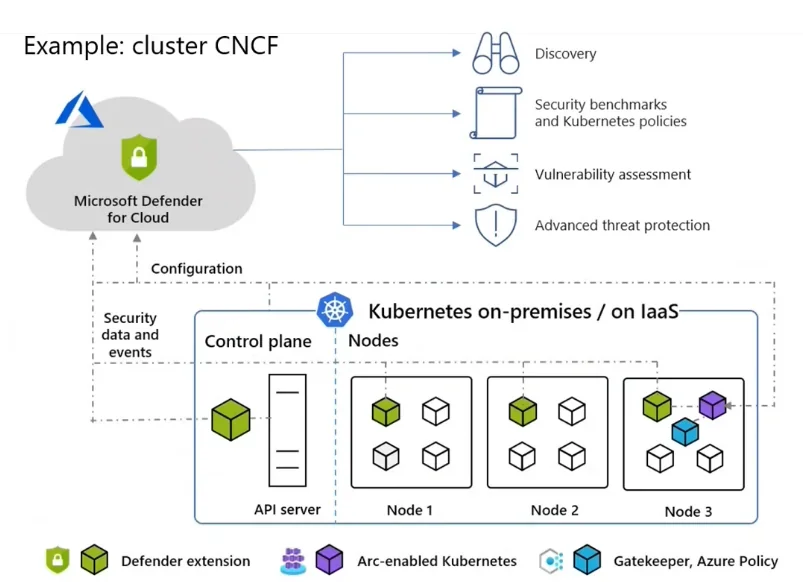 Example: cluster CNCF
Discovery
Security benchmarks
and Kubernetes policies
Vulnerability assessment
Advanced threat protection
Microsoft Defender
for Cloud
Configuration
Security
data and
events
Kubernetes on-premises / on IaaS
Control plane
Nodes
API server
Node 1
Node 2
Node 3
Defender extension
Arc-enabled Kubernetes
Gatekeeper, Azure Policy